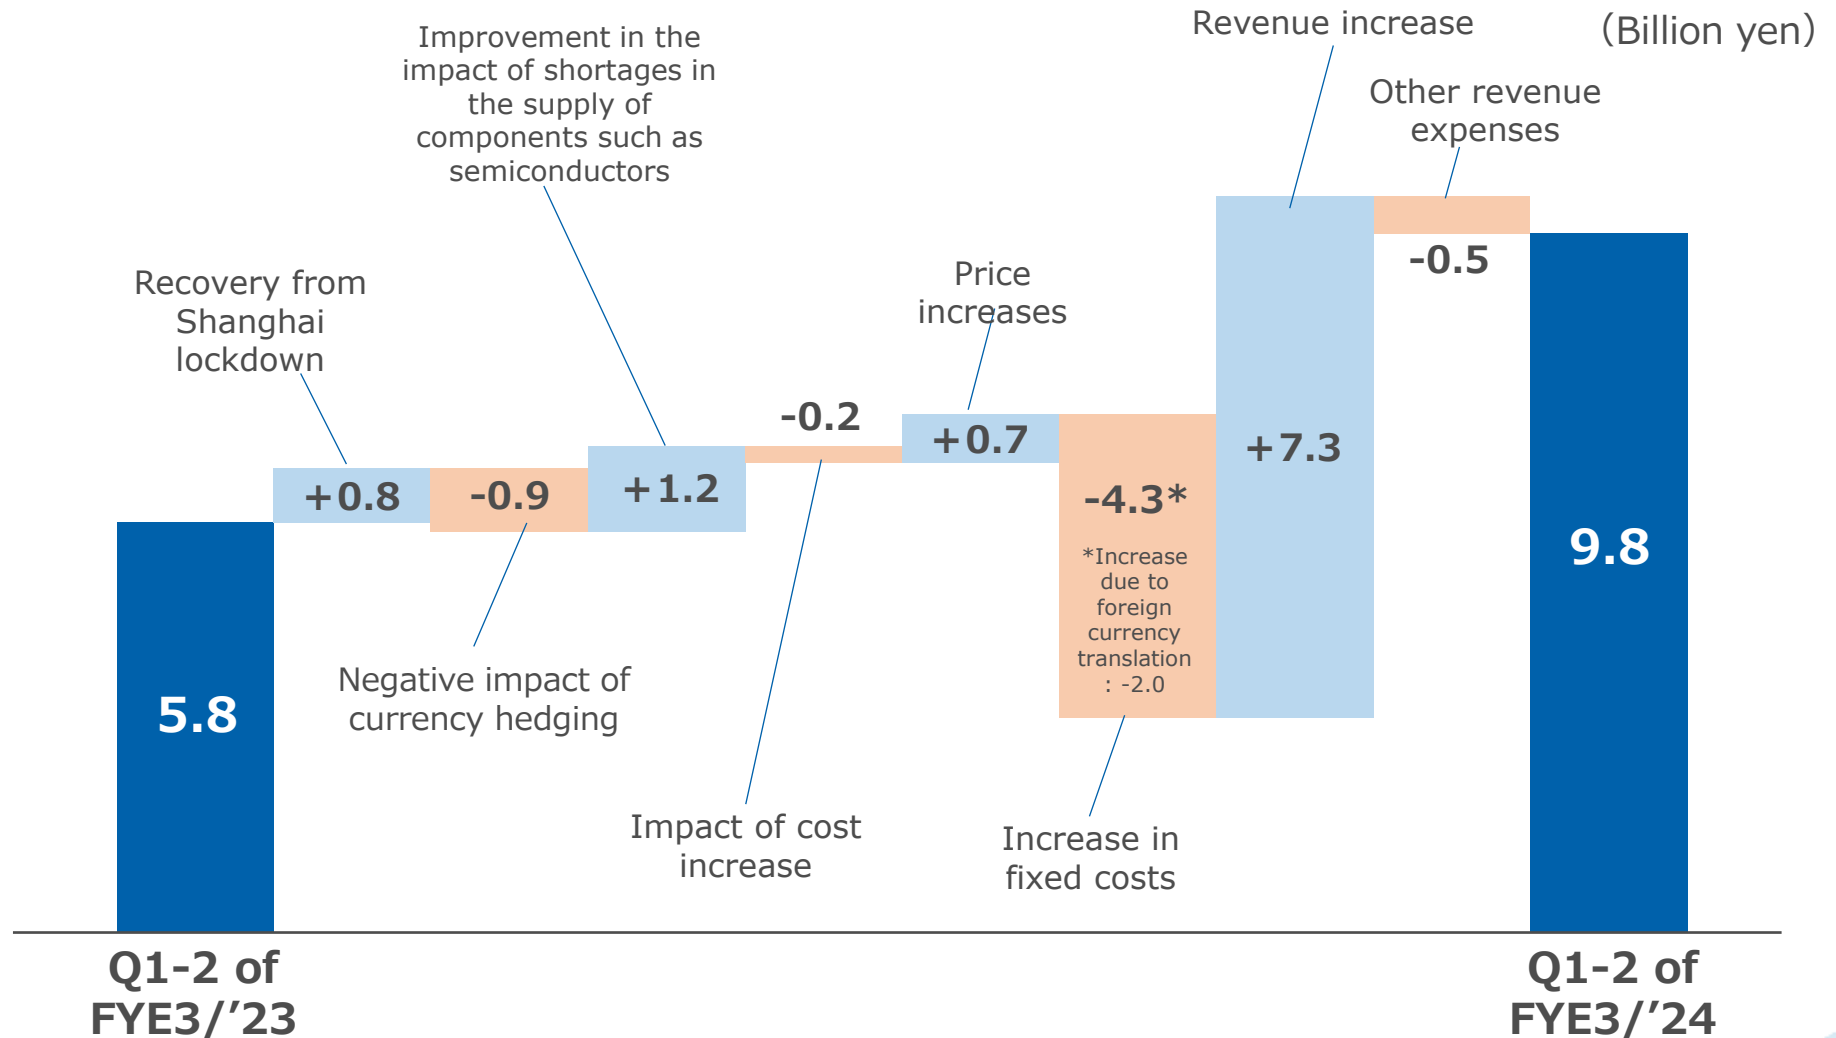 (Billion yen)
Revenue increase
Improvement in the
impact of shortages in
the supply of
components such as
semiconductors
Other revenue
expenses
Recovery from
Shanghai
lockdown
Price
increases
-0.5
-0.2
+0.7
+7.3
+0.8
-0.9
+1.2
-4.3*
*Increase
due to
foreign
currency
translation
: -2.0
9.8
5.8
Negative impact of
currency hedging
Impact of cost
increase
Increase in
fixed costs
Q1-2 of
FYE3/’23
Q1-2 of
FYE3/’24